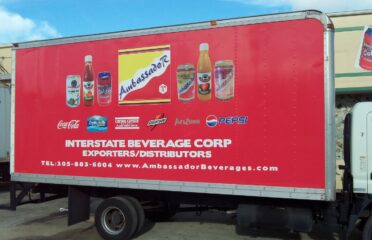 AmbassadoR
Coca-Cola PEPSI
INTERSTATE BEVERAGE CORP
EXPORTERS/DISTRIBUTORS
TEL:305-883-6004 www.AmbassadorBeverages.com